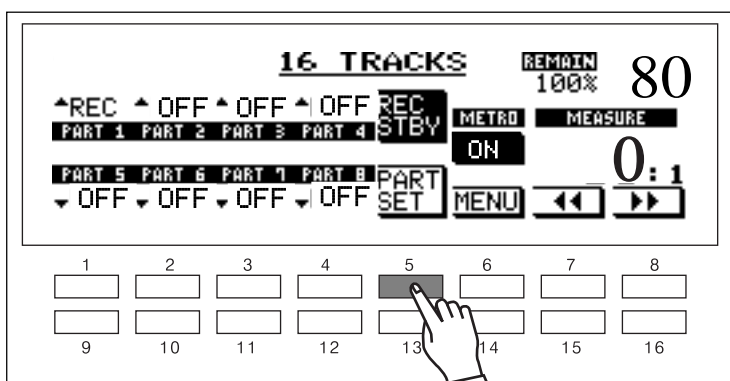 16 TRACKS
REMAIN
100%
80
REC OFF OFF OFF
REC STBY
PART 1 PART 2 PART 3 PART 4
METRO
MEASURE
ON
0:1
PART 5 PART 6 PART 7 PART 8
OFF OFF OFF OFF
PART SET
MENU
1 2 3 4 5 6 7 8
9 10 11 12 13 14 15 16